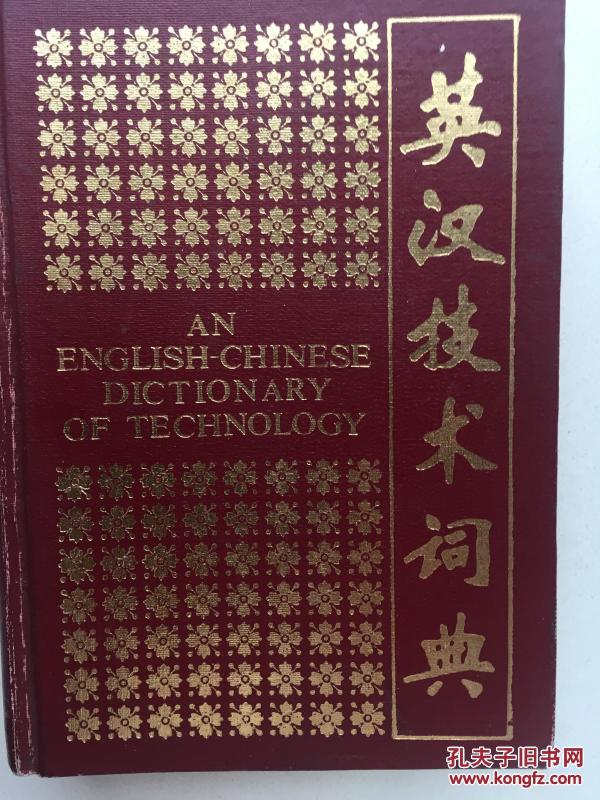 AN
ENGLISH-CHINESE
DICTIONARY
OF TECHNOLOGY
英汉技术词典
孔夫子旧书网
www.kongfz.com